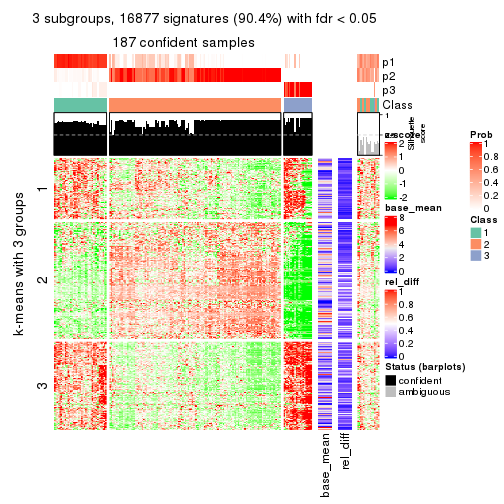 3 subgroups, 16877 signatures (90.4%) with fdr < 0.05
187 confident samples
p1
p2
p3
Class
1
Silhouette
score
k-means with 3 groups
1
2
3
base_mean
rel_diff
z-score
2
1
0
-1
-2
base_mean
8
6
4
2
0
rel_diff
1
0.8
0.6
0.4
0.2
0
Status (barplots)
confident
ambiguous
Prob
1
0.8
0.6
0.4
0.2
0
Class
1
2
3